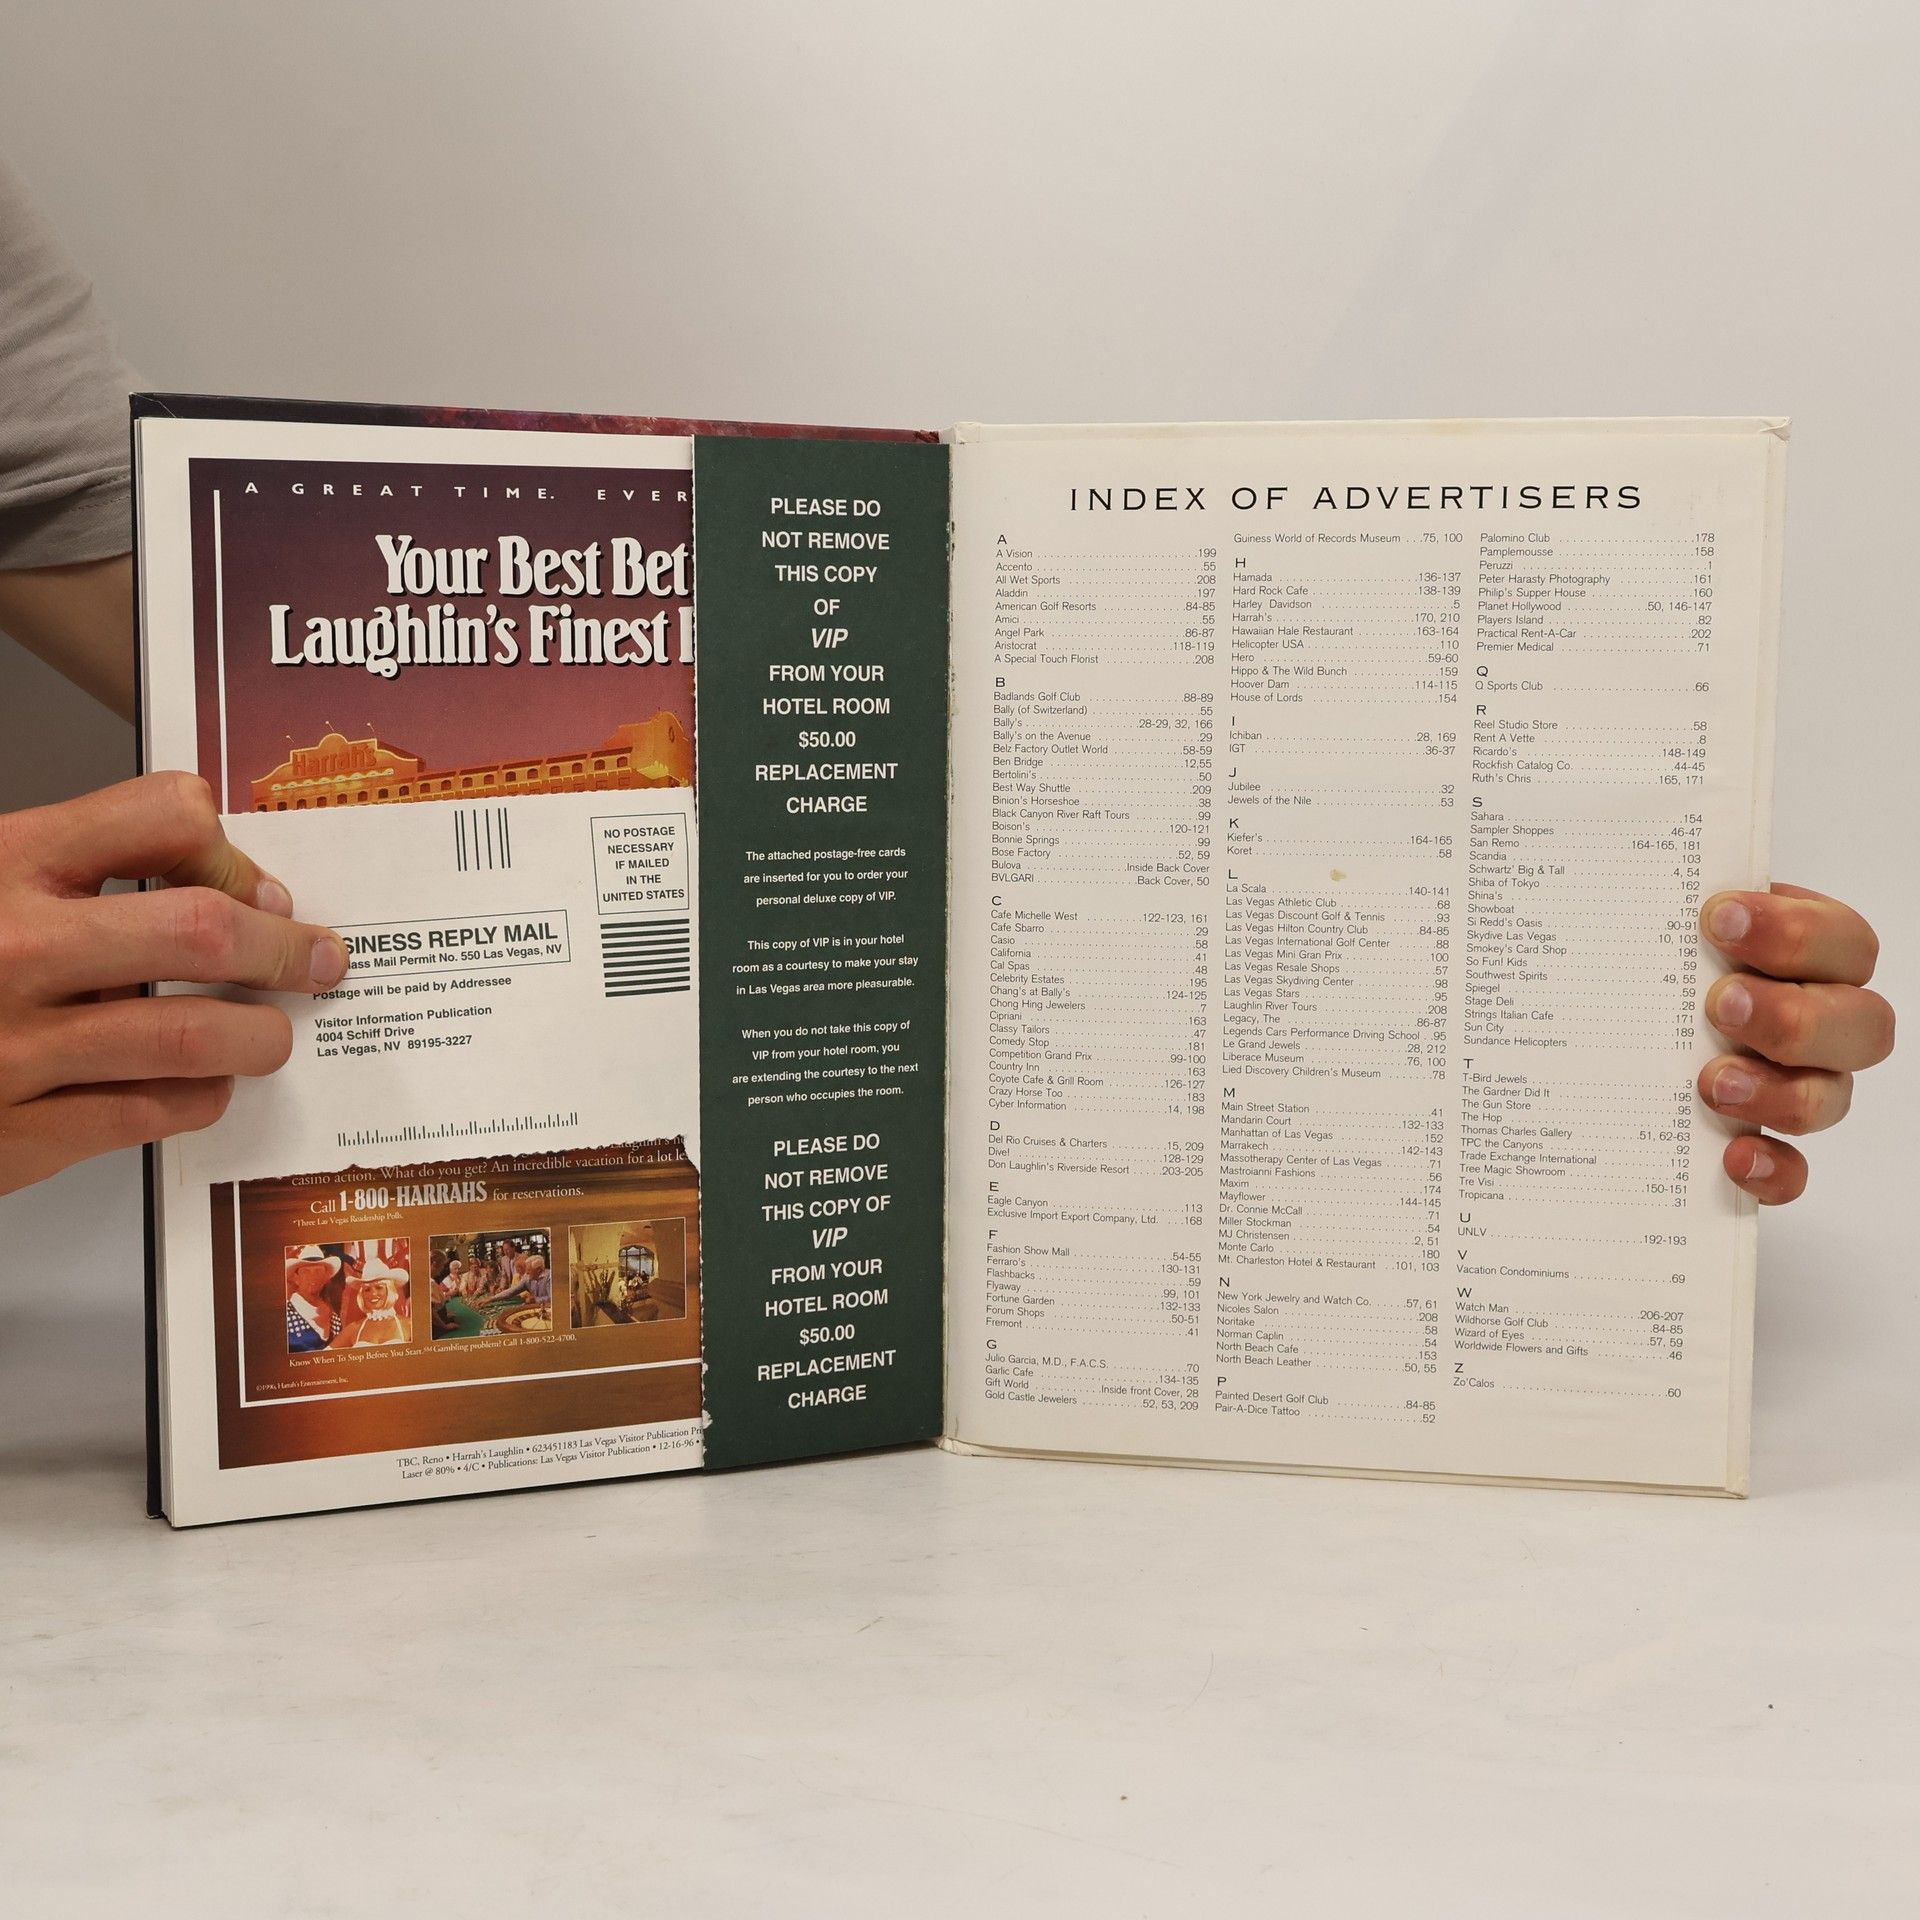 A GREAT TIME. EVER
Your Best Bet
Laughlin's Finest
Harrah's
NO POSTAGE
NECESSARY
IF MAILED
IN THE
UNITED STATES
SINESS REPLY MAIL
lass Mail Permit No. 550 Las Vegas, NV
Postage will be paid by Addressee
Visitor Information Publication
4004 Schiff Drive
Las Vegas, NV 89195-3227
casino action. What do you get? An incredible vacation for a lot le
Call 1-800-HARRAHS for reservations.
*Three Las Vegas Readership Polls.
Know When To Stop Before You Start.℠ Gambling problem? Call 1-800-522-4700.
©1996, Harrah's Entertainment, Inc.
TBC, Reno • Harrah's Laughlin • 623451183 Las Vegas Visitor Publication Pri
Laser @ 80% • 4/C • Publications: Las Vegas Visitor Publication • 12-16-96 •
PLEASE DO
NOT REMOVE
THIS COPY
OF
VIP
FROM YOUR
HOTEL ROOM
$50.00
REPLACEMENT
CHARGE
The attached postage-free cards
are inserted for you to order your
personal deluxe copy of VIP.
This copy of VIP is in your hotel
room as a courtesy to make your stay
in Las Vegas area more pleasurable.
When you do not take this copy of
VIP from your hotel room, you
are extending the courtesy to the next
person who occupies the room.
PLEASE DO
NOT REMOVE
THIS COPY OF
VIP
FROM YOUR
HOTEL ROOM
$50.00
REPLACEMENT
CHARGE
INDEX OF ADVERTISERS
A
A Vision 199
Accento 55
All Wet Sports 208
Aladdin 197
American Golf Resorts 84-85
Amici 55
Angel Park 86-87
Aristocrat 118-119
A Special Touch Florist 208
B
Badlands Golf Club 88-89
Bally (of Switzerland) 55
Bally's 28-29, 32, 166
Bally's on the Avenue 29
Belz Factory Outlet World 58-59
Ben Bridge 12,55
Bertolini's 50
Best Way Shuttle 209
Binion's Horseshoe 38
Black Canyon River Raft Tours 99
Boison's 120-121
Bonnie Springs 99
Bose Factory 52, 59
Bulova Inside Back Cover
BVLGARI Back Cover, 50
C
Cafe Michelle West 122-123, 161
Cafe Sbarro 29
Casio 58
California 41
Cal Spas 48
Celebrity Estates 195
Chang's at Bally's 124-125
Chong Hing Jewelers 7
Cipriani 163
Classy Tailors 47
Comedy Stop 181
Competition Grand Prix 99-100
Country Inn 163
Coyote Cafe & Grill Room 126-127
Crazy Horse Too 183
Cyber Information 14, 198
D
Del Rio Cruises & Charters 15, 209
Dive! 128-129
Don Laughlin's Riverside Resort 203-205
E
Eagle Canyon 113
Exclusive Import Export Company, Ltd. 168
F
Fashion Show Mall 54-55
Ferraro's 130-131
Flashbacks 59
Flyaway 99, 101
Fortune Garden 132-133
Forum Shops 50-51
Fremont 41
G
Julio Garcia, M.D., F.A.C.S. 70
Garlic Cafe 134-135
Gift World Inside front Cover, 28
Gold Castle Jewelers 52, 53, 209
Guiness World of Records Museum 75, 100
H
Hamada 136-137
Hard Rock Cafe 138-139
Harley Davidson 5
Harrah's 170, 210
Hawaiian Hale Restaurant 163-164
Helicopter USA 110
Hero 59-60
Hippo & The Wild Bunch 159
Hoover Dam 114-115
House of Lords 154
I
Ichiban 28, 169
IGT 36-37
J
Jubilee 32
Jewels of the Nile 53
K
Kiefer's 164-165
Koret 58
L
La Scala 140-141
Las Vegas Athletic Club 68
Las Vegas Discount Golf & Tennis 93
Las Vegas Hilton Country Club 84-85
Las Vegas International Golf Center 88
Las Vegas Mini Gran Prix 100
Las Vegas Resale Shops 57
Las Vegas Skydiving Center 98
Las Vegas Stars 95
Laughlin River Tours 208
Legacy, The 86-87
Legends Cars Performance Driving School 95
Le Grand Jewels 28, 212
Liberace Museum 76, 100
Lied Discovery Children's Museum 78
M
Main Street Station 41
Mandarin Court 132-133
Manhattan of Las Vegas 152
Marrakech 142-143
Massotherapy Center of Las Vegas 71
Mastroianni Fashions 56
Maxim 174
Mayflower 144-145
Dr. Connie McCall 71
Miller Stockman 54
MJ Christensen 2, 51
Monte Carlo 180
Mt. Charleston Hotel & Restaurant 101, 103
N
New York Jewelry and Watch Co. 57, 61
Nicoles Salon 208
Noritake 58
Norman Caplin 54
North Beach Cafe 153
North Beach Leather 50, 55
P
Painted Desert Golf Club 84-85
Pair-A-Dice Tattoo 52
Palomino Club 178
Pamplemousse 158
Peruzzi 1
Peter Harasty Photography 161
Philip's Supper House 160
Planet Hollywood 50, 146-147
Players Island 82
Practical Rent-A-Car 202
Premier Medical 71
Q
Q Sports Club 66
R
Reel Studio Store 58
Rent A Vette 8
Ricardo's 148-149
Rockfish Catalog Co. 44-45
Ruth's Chris 165, 171
S
Sahara 154
Sampler Shoppes 46-47
San Remo 164-165, 181
Scandia 103
Schwartz' Big & Tall 4, 54
Shiba of Tokyo 162
Shina's 67
Showboat 175
Si Redd's Oasis 90-91
Skydive Las Vegas 10, 103
Smokey's Card Shop 196
So Fun! Kids 59
Southwest Spirits 49, 55
Spiegel 59
Stage Deli 28
Strings Italian Cafe 171
Sun City 189
Sundance Helicopters 111
T
T-Bird Jewels 3
The Gardner Did It 195
The Gun Store 95
The Hop 182
Thomas Charles Gallery 51, 62-63
TPC the Canyons 92
Trade Exchange International 112
Tree Magic Showroom 46
Tre Visi 150-151
Tropicana 31
U
UNLV 192-193
V
Vacation Condominiums 69
W
Watch Man 206-207
Wildhorse Golf Club 84-85
Wizard of Eyes 57, 59
Worldwide Flowers and Gifts 46
Z
Zo'Calos 60